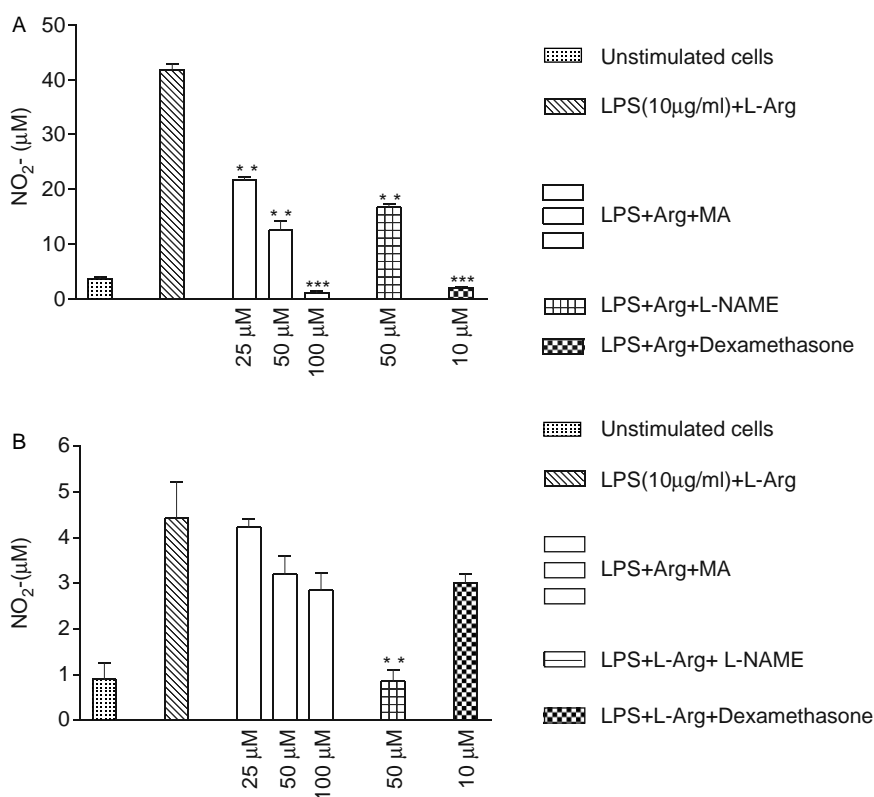 A
NO2- (μM)
50
40
30
20
10
0
* *
* *
***
* *
***
25 μM
50 μM
100 μM
50 μM
10 μM
Unstimulated cells
LPS(10μg/ml)+L-Arg
LPS+Arg+MA
LPS+Arg+L-NAME
LPS+Arg+Dexamethasone
B
NO2-(μM)
6
5
4
3
2
1
0
* *
25 μM
50 μM
100 μM
50 μM
10 μM
Unstimulated cells
LPS(10μg/ml)+L-Arg
LPS+Arg+MA
LPS+L-Arg+ L-NAME
LPS+L-Arg+Dexamethasone